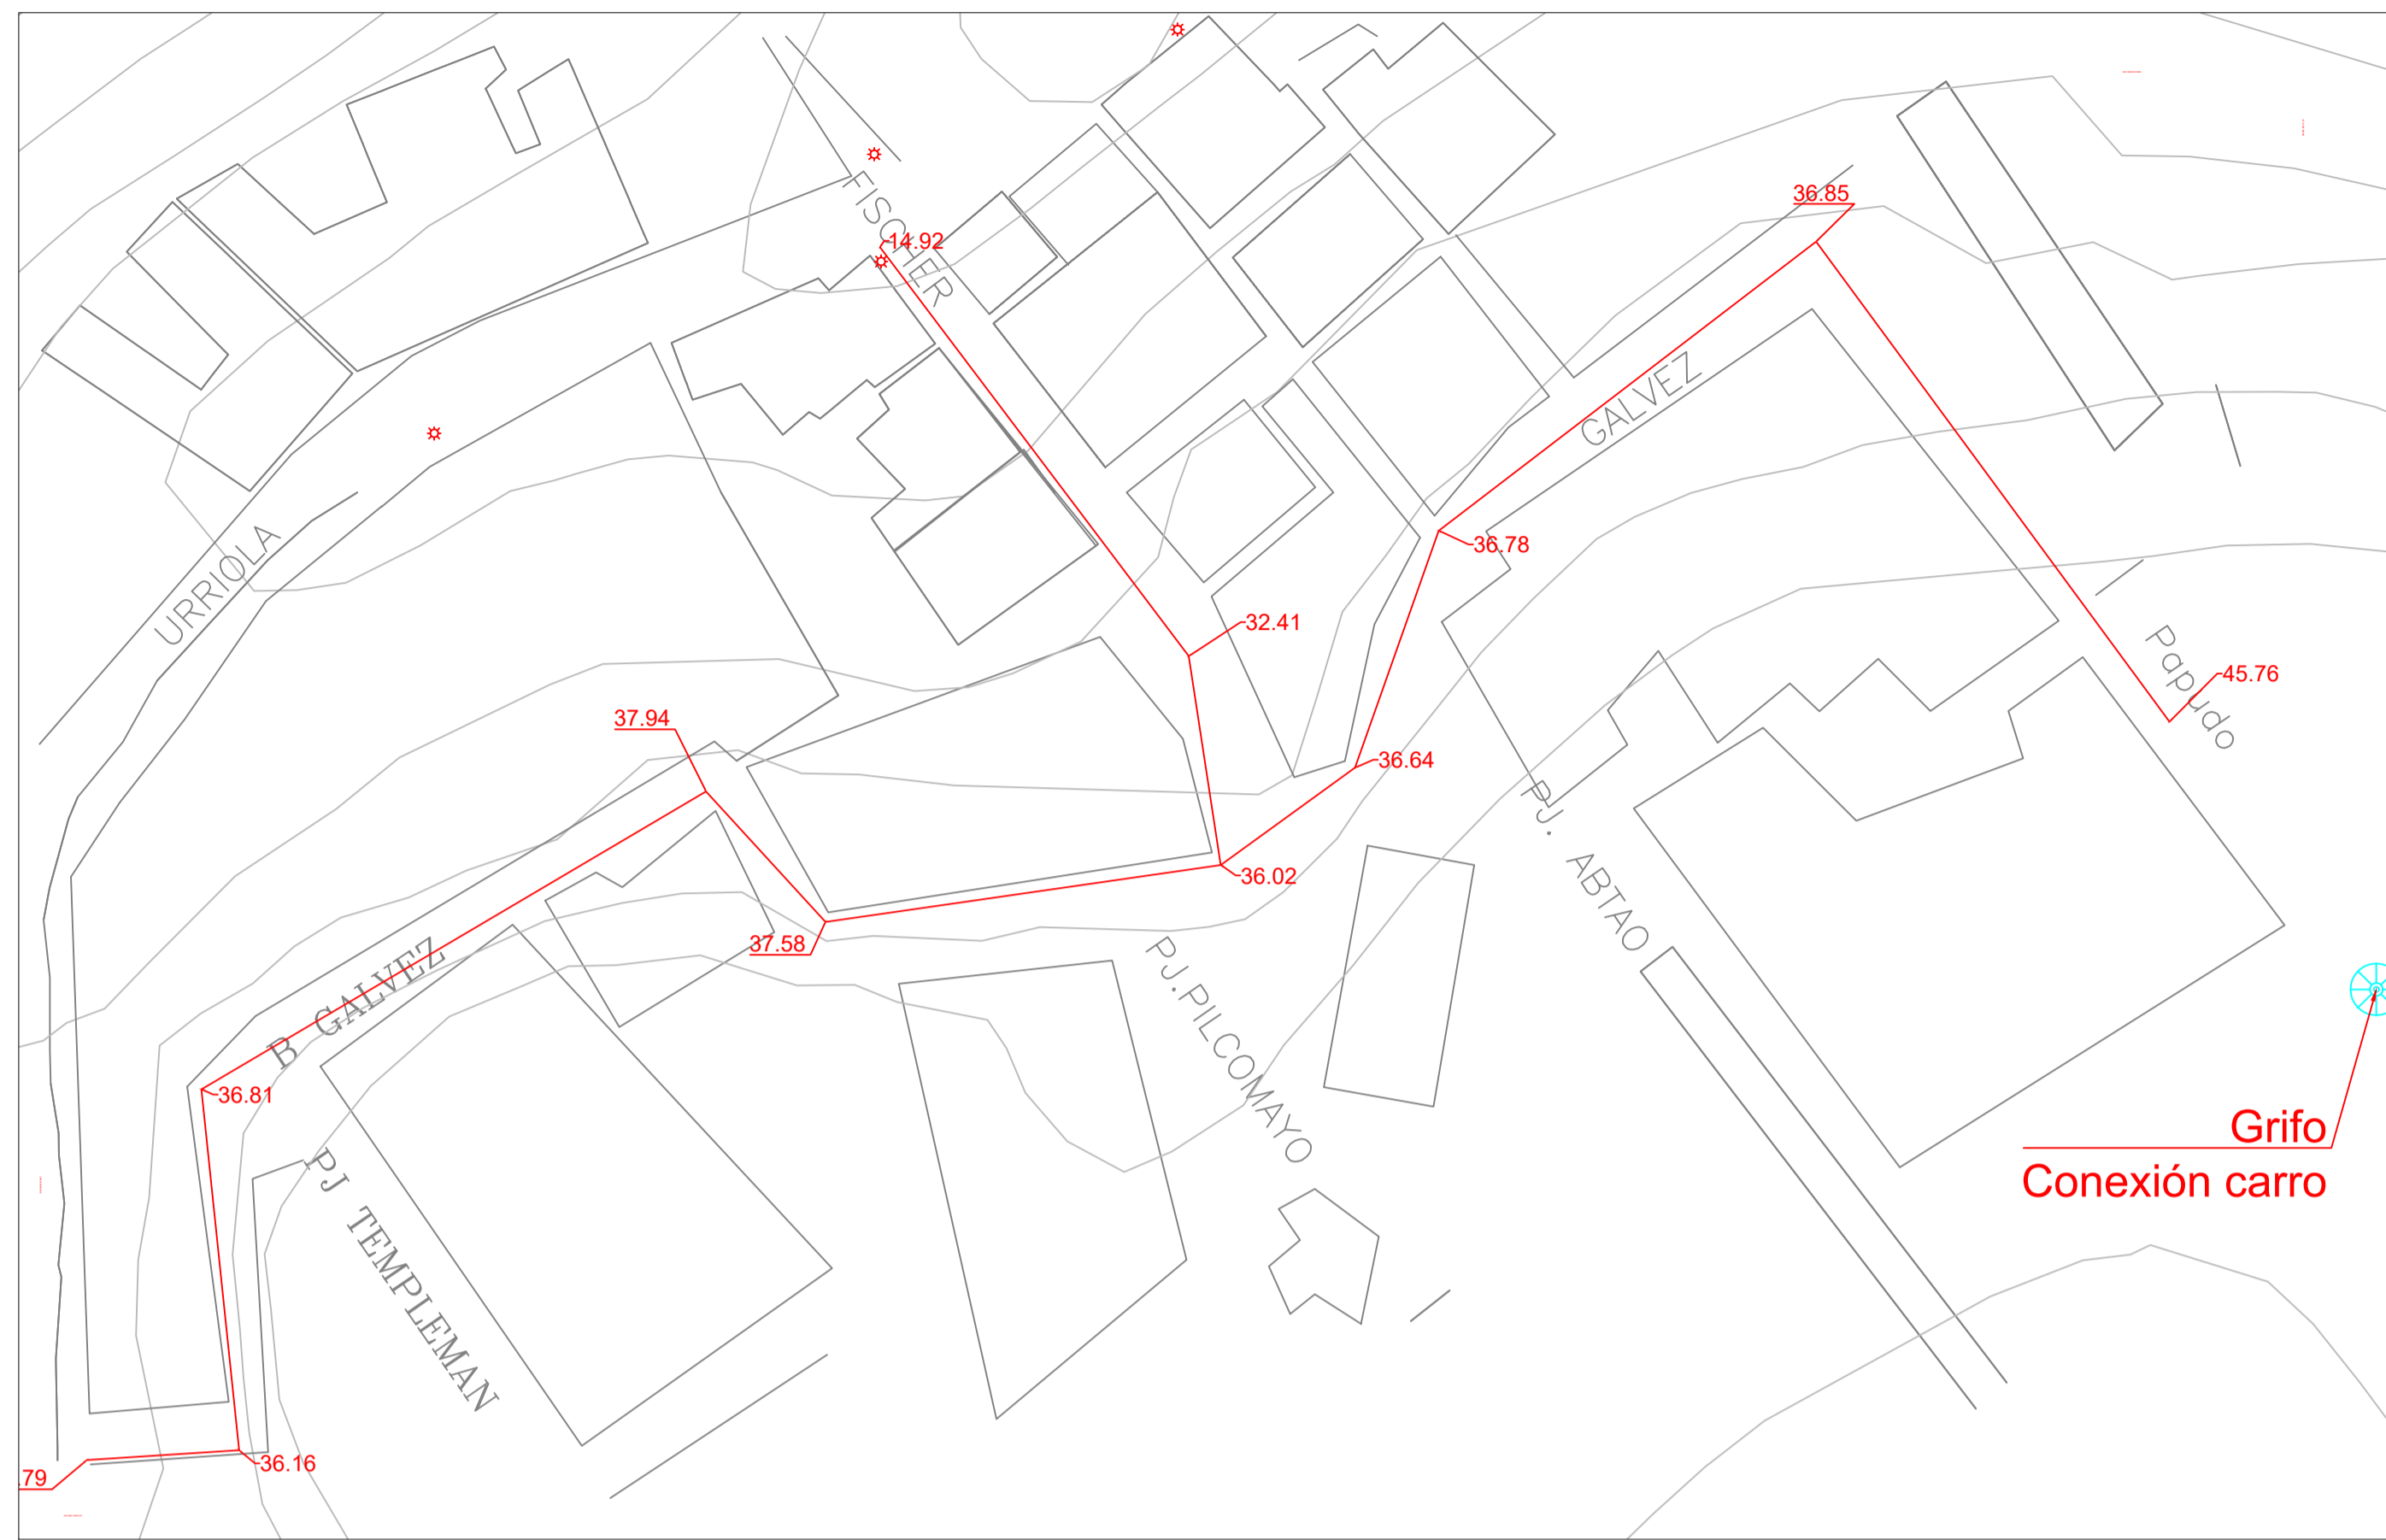 36.85
FISCHER
14.92
GALVEZ
36.78
URRIOLA
32.41
Papudo
45.76
37.94
36.64
PJ. ABTAO
36.02
37.58
B GALVEZ
PJ.PILCOMAYO
36.81
Grifo
Conexión carro
PJ TEMPLEMAN
36.16
.79